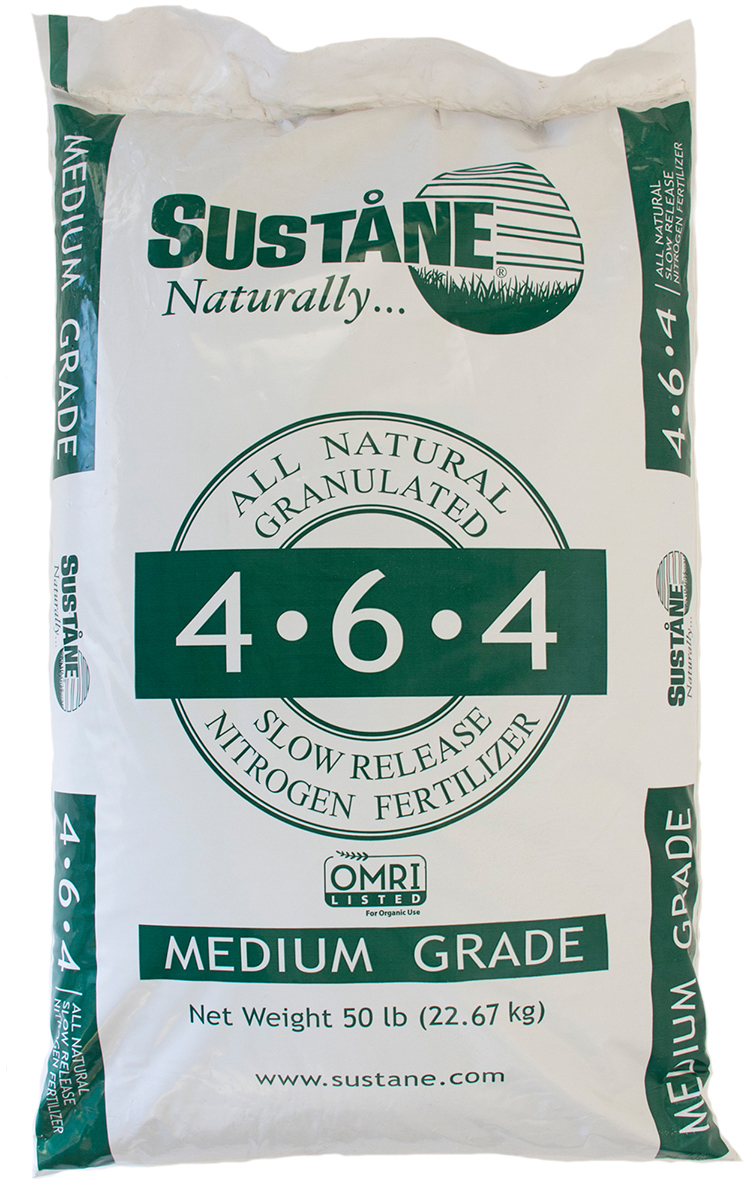 SUSTÅNE
®
Naturally...
ALL NATURAL
GRANULATED
4•6•4
SLOW RELEASE
NITROGEN FERTILIZER
OMRI
LISTED
For Organic Use
MEDIUM GRADE
Net Weight 50 lb (22.67 kg)
www.sustane.com
MEDIUM GRADE
SUSTÅNE
Naturally...
4•6•4
ALL NATURAL
SLOW RELEASE
NITROGEN FERTILIZER
4•6•4
ALL NATURAL
SLOW RELEASE
NITROGEN FERTILIZER
SUSTÅNE
Naturally...
MEDIUM GRADE